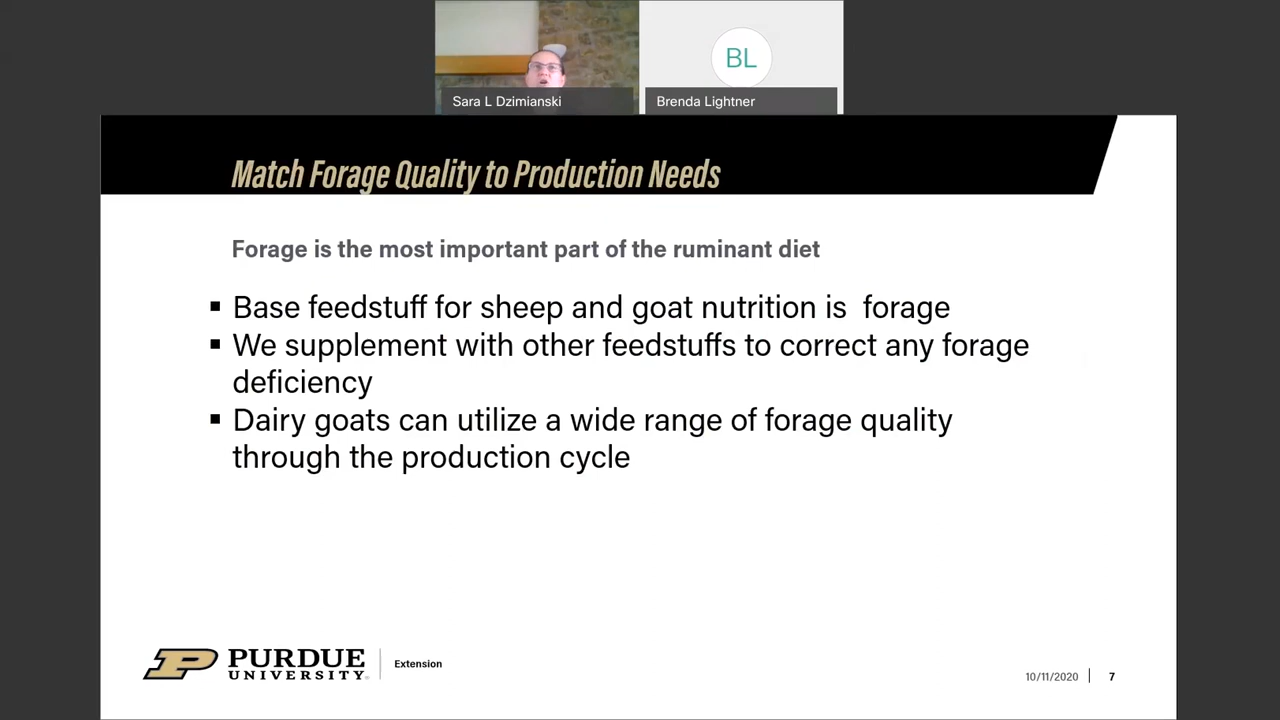 BL
Sara L Dzimianski
Brenda Lightner
Match Forage Quality to Production Needs
Forage is the most important part of the ruminant diet
▪ Base feedstuff for sheep and goat nutrition is  forage
▪ We supplement with other feedstuffs to correct any forage
deficiency
▪ Dairy goats can utilize a wide range of forage quality
through the production cycle
P PURDUE
UNIVERSITY®
Extension
10/11/2020 | 7